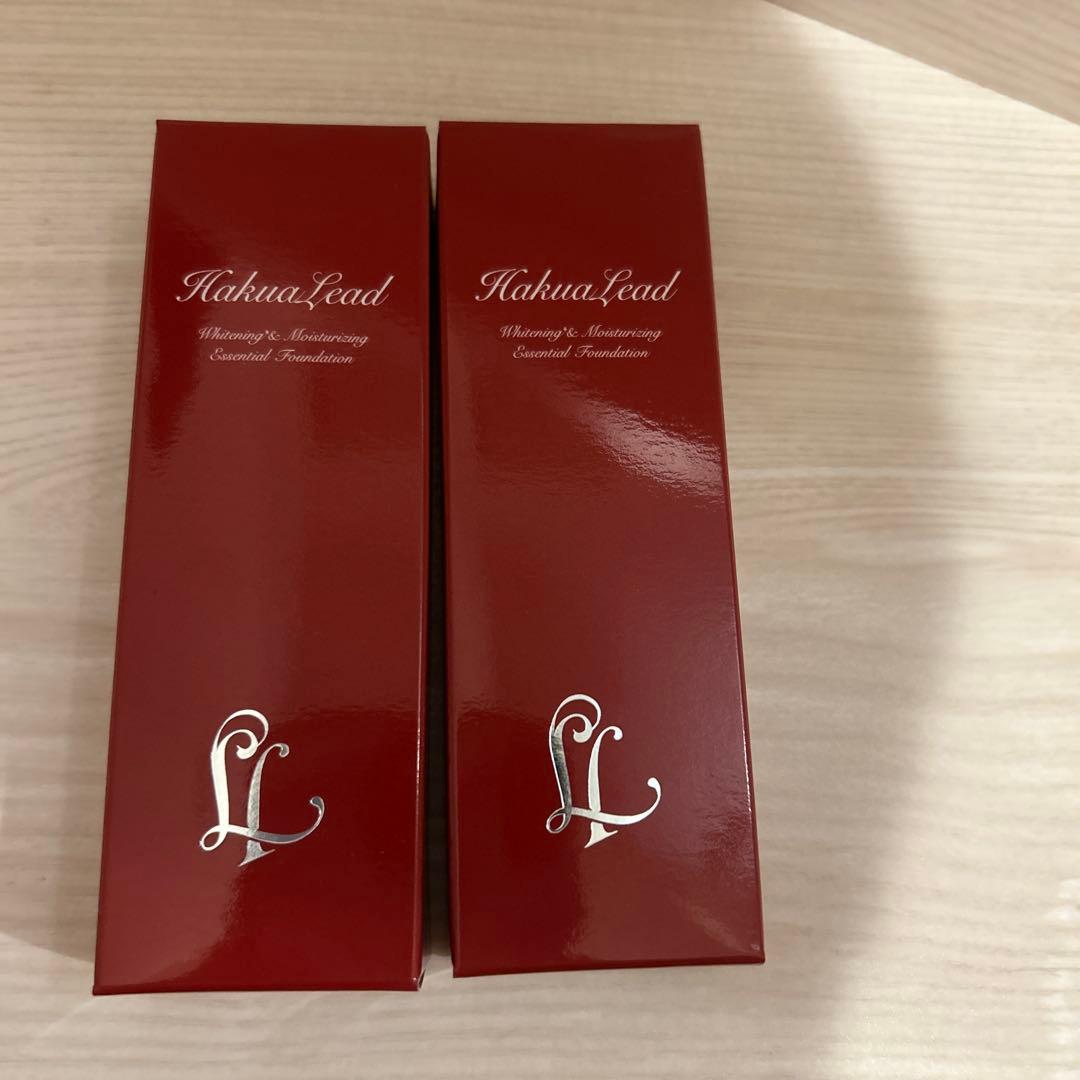 HakuaLead
Whitening*& Moisturizing
Essential Foundation
HakuaLead
Whitening*& Moisturizing
Essential Foundation